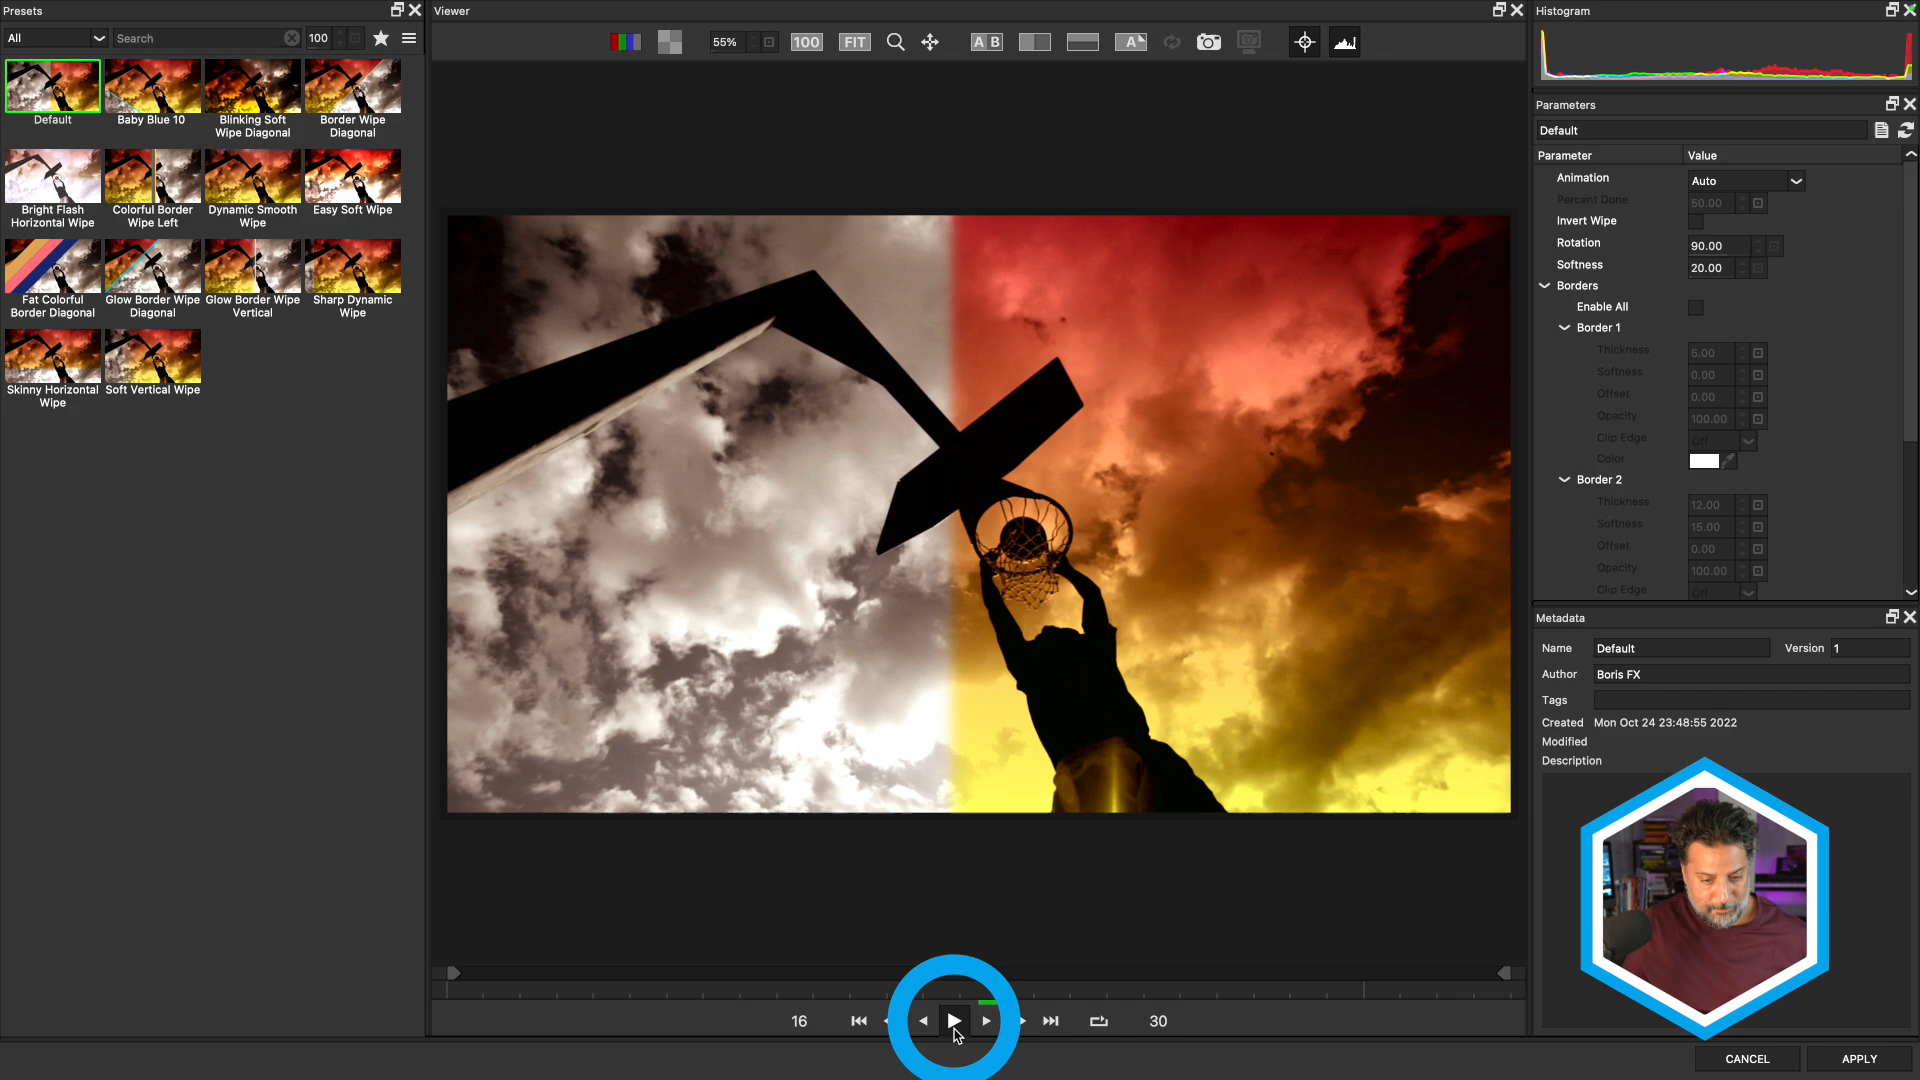 Presets
All
Search
100
Default
Baby Blue 10
Blinking Soft
Wipe Diagonal
Border Wipe
Diagonal
Bright Flash
Horizontal Wipe
Colorful Border
Wipe Left
Dynamic Smooth
Wipe
Easy Soft Wipe
Fat Colorful
Border Diagonal
Glow Border Wipe
Diagonal
Glow Border Wipe
Vertical
Sharp Dynamic
Wipe
Skinny Horizontal
Wipe
Soft Vertical Wipe
Viewer
55%
100
FIT
A B
A
16
30
Histogram
Parameters
Default
Parameter Value
Animation Auto
Percent Done 50.00
Invert Wipe
Rotation 90.00
Softness 20.00
Borders
Enable All
Border 1
Thickness 5.00
Softness 0.00
Offset 0.00
Opacity 100.00
Clip Edge Off
Color
Border 2
Thickness 12.00
Softness 15.00
Offset 0.00
Opacity 100.00
Clip Edge Off
Metadata
Name Default Version 1
Author Boris FX
Tags
Created Mon Oct 24 23:48:55 2022
Modified
Description
CANCEL APPLY